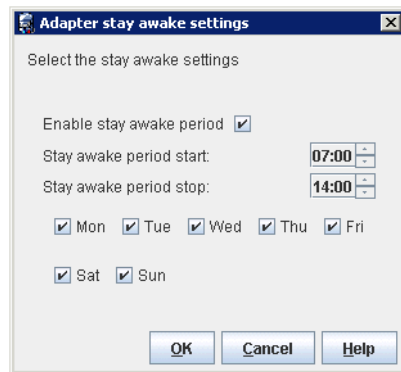 Adapter stay awake settings
Select the stay awake settings
Enable stay awake period
Stay awake period start: 07:00
Stay awake period stop: 14:00
Mon Tue Wed Thu Fri
Sat Sun
OK Cancel Help